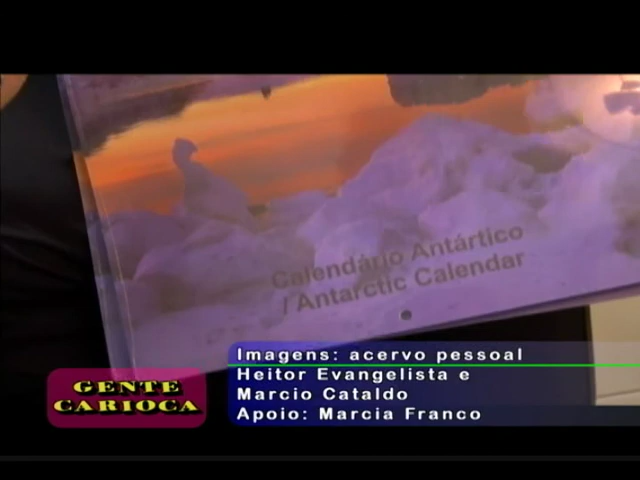 Calendário Antártico
/ Antarctic Calendar
Imagens: acervo pessoal
Heitor Evangelista e
Marcio Cataldo
Apoio: Marcia Franco
GENTE
CARIOCA